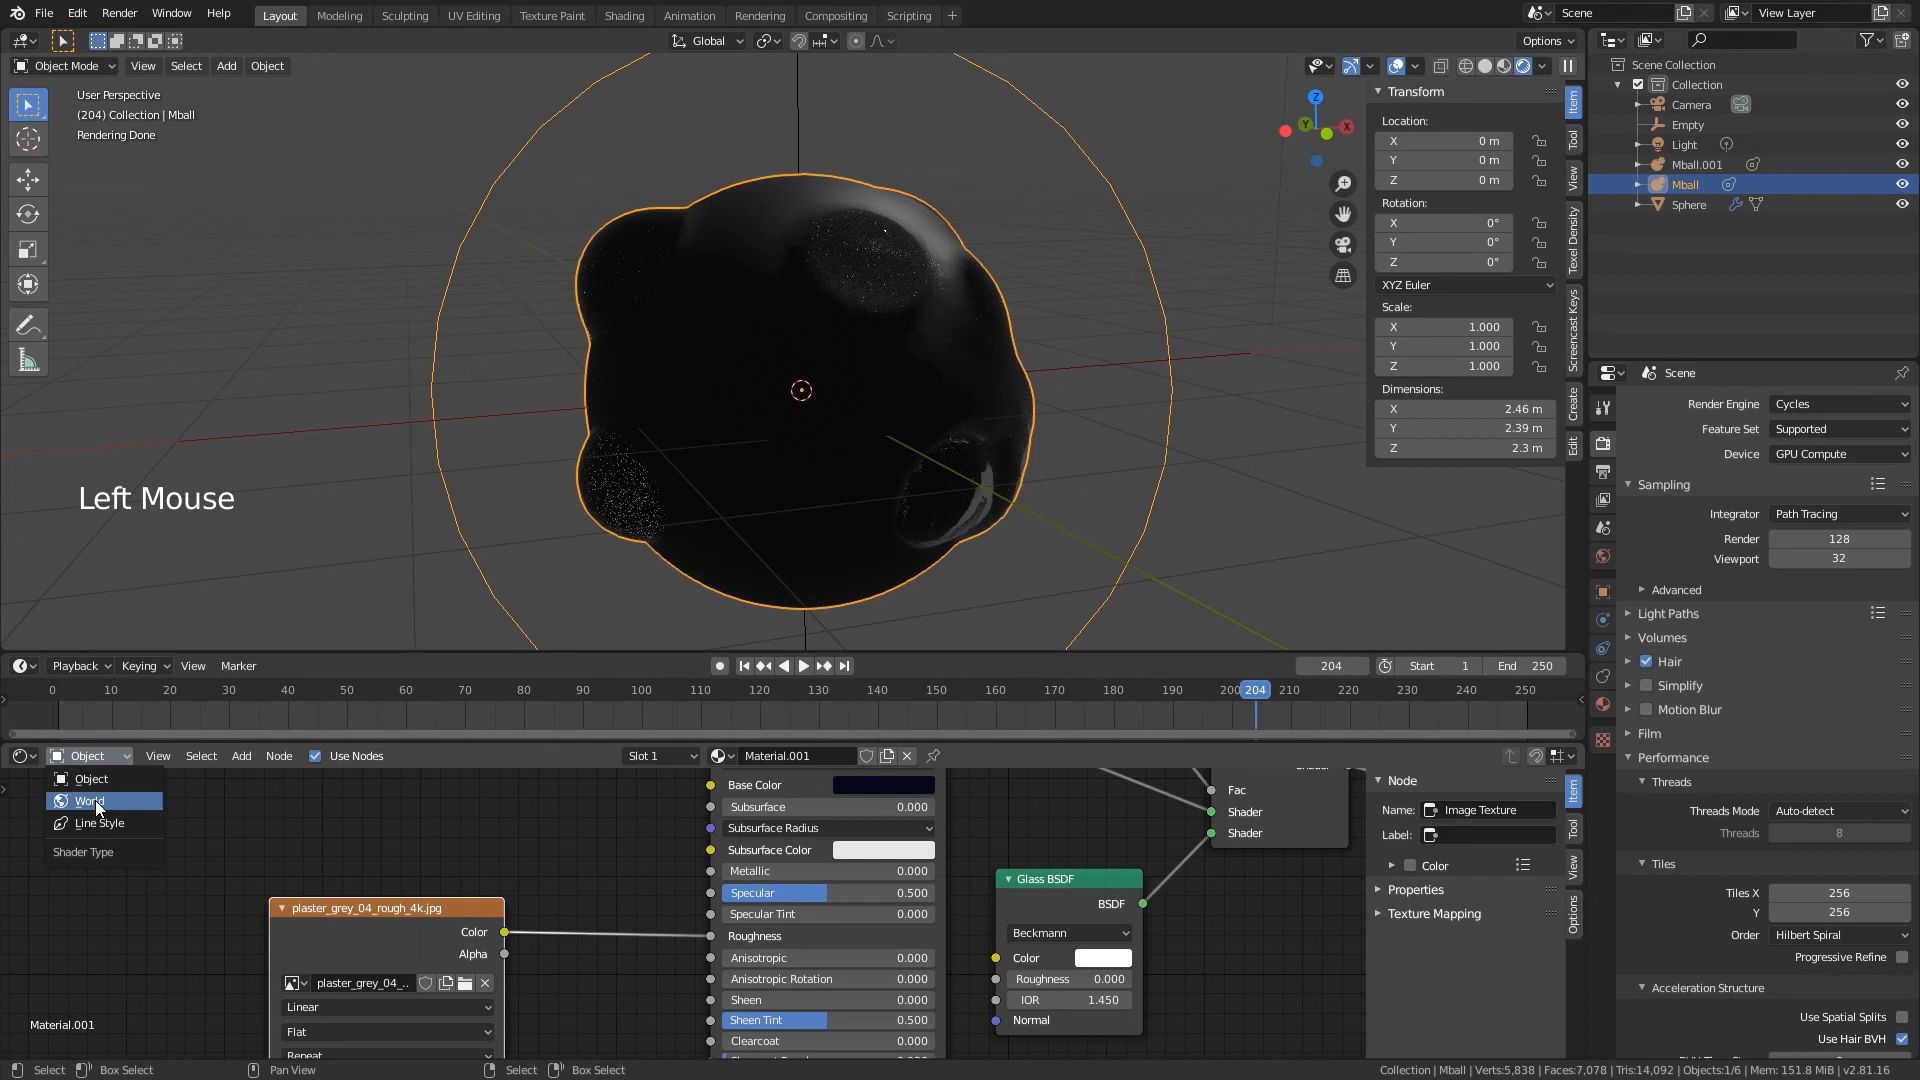 File Edit Render Window Help
Layout Modeling Sculpting UV Editing Texture Paint Shading Animation Rendering Compositing Scripting +
Scene
View Layer
Global
Options
Object Mode View Select Add Object
User Perspective
(204) Collection | Mball
Rendering Done
Left Mouse
Z
Y
X
Transform
Location:
X 0 m
Y 0 m
Z 0 m
Rotation:
X 0°
Y 0°
Z 0°
XYZ Euler
Scale:
X 1.000
Y 1.000
Z 1.000
Dimensions:
X 2.46 m
Y 2.39 m
Z 2.3 m
Item
Tool
View
Texel Density
Screencast Keys
Create
Edit
Scene Collection
Collection
Camera
Empty
Light
Mball.001
Mball
Sphere
Scene
Render Engine Cycles
Feature Set Supported
Device GPU Compute
Sampling
Integrator Path Tracing
Render 128
Viewport 32
Advanced
Light Paths
Volumes
Hair
Simplify
Motion Blur
Film
Performance
Threads
Threads Mode Auto-detect
Threads 8
Tiles
Tiles X 256
Y 256
Order Hilbert Spiral
Progressive Refine
Acceleration Structure
Use Spatial Splits
Use Hair BVH
Playback Keying View Marker
204 Start 1 End 250
0 10 20 30 40 50 60 70 80 90 100 110 120 130 140 150 160 170 180 190 200 204 210 220 230 240 250
Object View Select Add Node Use Nodes Slot 1 Material.001
Object
World
Line Style
Shader Type
plaster_grey_04_rough_4k.jpg
Color
Alpha
plaster_grey_04_..
Linear
Flat
Repeat
Material.001
Base Color
Subsurface 0.000
Subsurface Radius
Subsurface Color
Metallic 0.000
Specular 0.500
Specular Tint 0.000
Roughness
Anisotropic 0.000
Anisotropic Rotation 0.000
Sheen 0.000
Sheen Tint 0.500
Clearcoat 0.000
Fac
Shader
Shader
Glass BSDF
BSDF
Beckmann
Color
Roughness 0.000
IOR 1.450
Normal
Node
Name: Image Texture
Label:
Color
Properties
Texture Mapping
Item
Tool
View
Options
Select Box Select Pan View Select Box Select
Collection | Mball | Verts:5,838 | Faces:7,078 | Tris:14,092 | Objects:1/6 | Mem: 151.8 MiB | v2.81.16